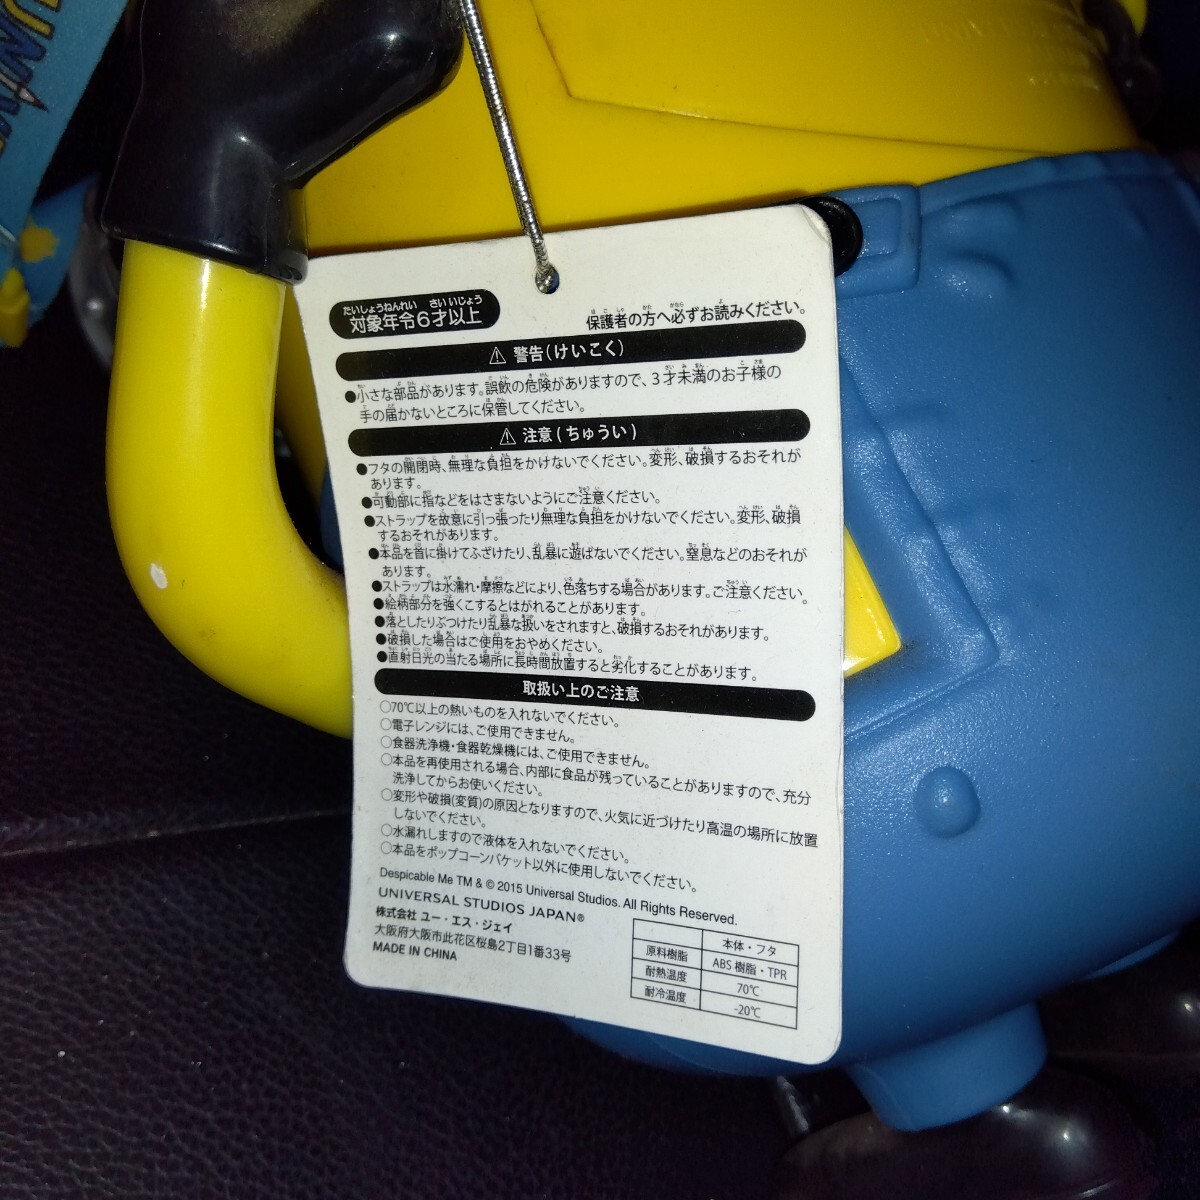 対象年令6才以上
たいしょうねんれい さいいじょう
保護者の方へ必ずお読みください。
⚠ 警告(けいこく)
●小さな部品があります。誤飲の危険がありますので、3才未満のお子様の
手の届かないところに保管してください。
⚠ 注意(ちゅうい)
●フタの開閉時、無理な負担をかけないでください。変形、破損するおそれが
あります。
●可動部に指などをはさまないようにご注意ください。
●ストラップを故意に引っ張ったり無理な負担をかけないでください。変形、破損
するおそれがあります。
●本品を首に掛けてふざけたり、乱暴に遊ばないでください。窒息などのおそれが
あります。
●ストラップは水濡れ・摩擦などにより、色落ちする場合があります。ご注意ください。
●絵柄部分を強くこするとはがれることがあります。
●落としたりぶつけたり乱暴な扱いをされますと、破損するおそれがあります。
●破損した場合はご使用をおやめください。
●直射日光の当たる場所に長時間放置すると劣化することがあります。
取扱い上のご注意
○70℃以上の熱いものを入れないでください。
○電子レンジには、ご使用できません。
○食器洗浄機・食器乾燥機には、ご使用できません。
○本品を再使用される場合、内部に食品が残っていることがありますので、充分
洗浄してからお使いください。
○変形や破損(変質)の原因となりますので、火気に近づけたり高温の場所に放置
しないでください。
○水漏れしますので液体を入れないでください。
○本品をポップコーンバケット以外に使用しないでください。
Despicable Me TM & © 2015 Universal Studios. All Rights Reserved.
UNIVERSAL STUDIOS JAPAN®
株式会社 ユー・エス・ジェイ
大阪府大阪市此花区桜島2丁目1番33号
MADE IN CHINA
本体・フタ
原料樹脂 ABS樹脂・TPR
耐熱温度 70℃
耐冷温度 -20℃